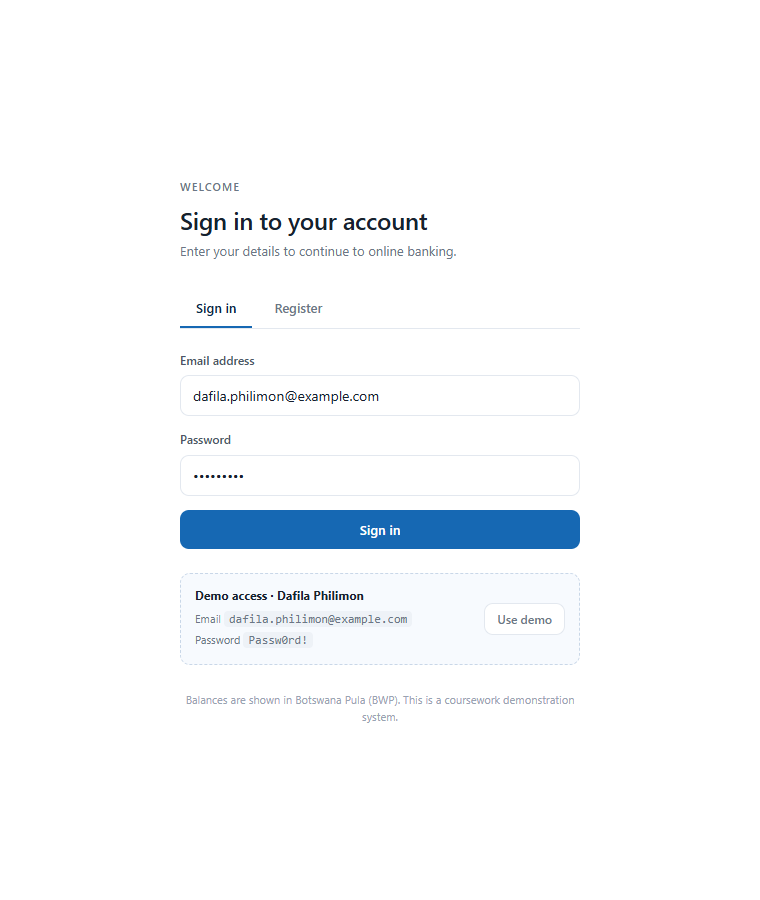 WELCOME
Sign in to your account
Enter your details to continue to online banking.
Sign in
Register
Email address
dafila.philimon@example.com
Password
•••••••••
Sign in
Demo access · Dafila Philimon
Email dafila.philimon@example.com
Password Passw0rd!
Use demo
Balances are shown in Botswana Pula (BWP). This is a coursework demonstration
system.